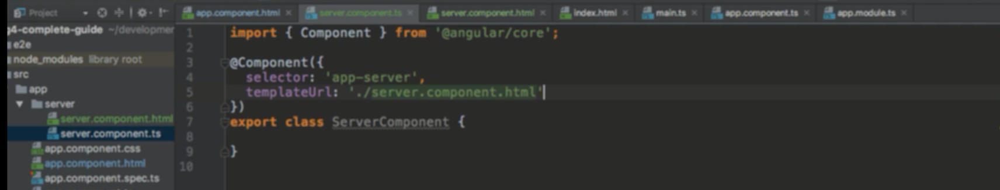 Project
app.component.html
server.component.ts
server.component.html
index.html
main.ts
app.component.ts
app.module.ts
g4-complete-guide ~/developmen
e2e
node_modules library root
src
app
server
server.component.html
server.component.ts
app.component.css
app.component.html
app.component.spec.ts
1 import { Component } from '@angular/core';
2
3 @Component({
4 selector: 'app-server',
5 templateUrl: './server.component.html'
6 })
7 export class ServerComponent {
8
9 }
10